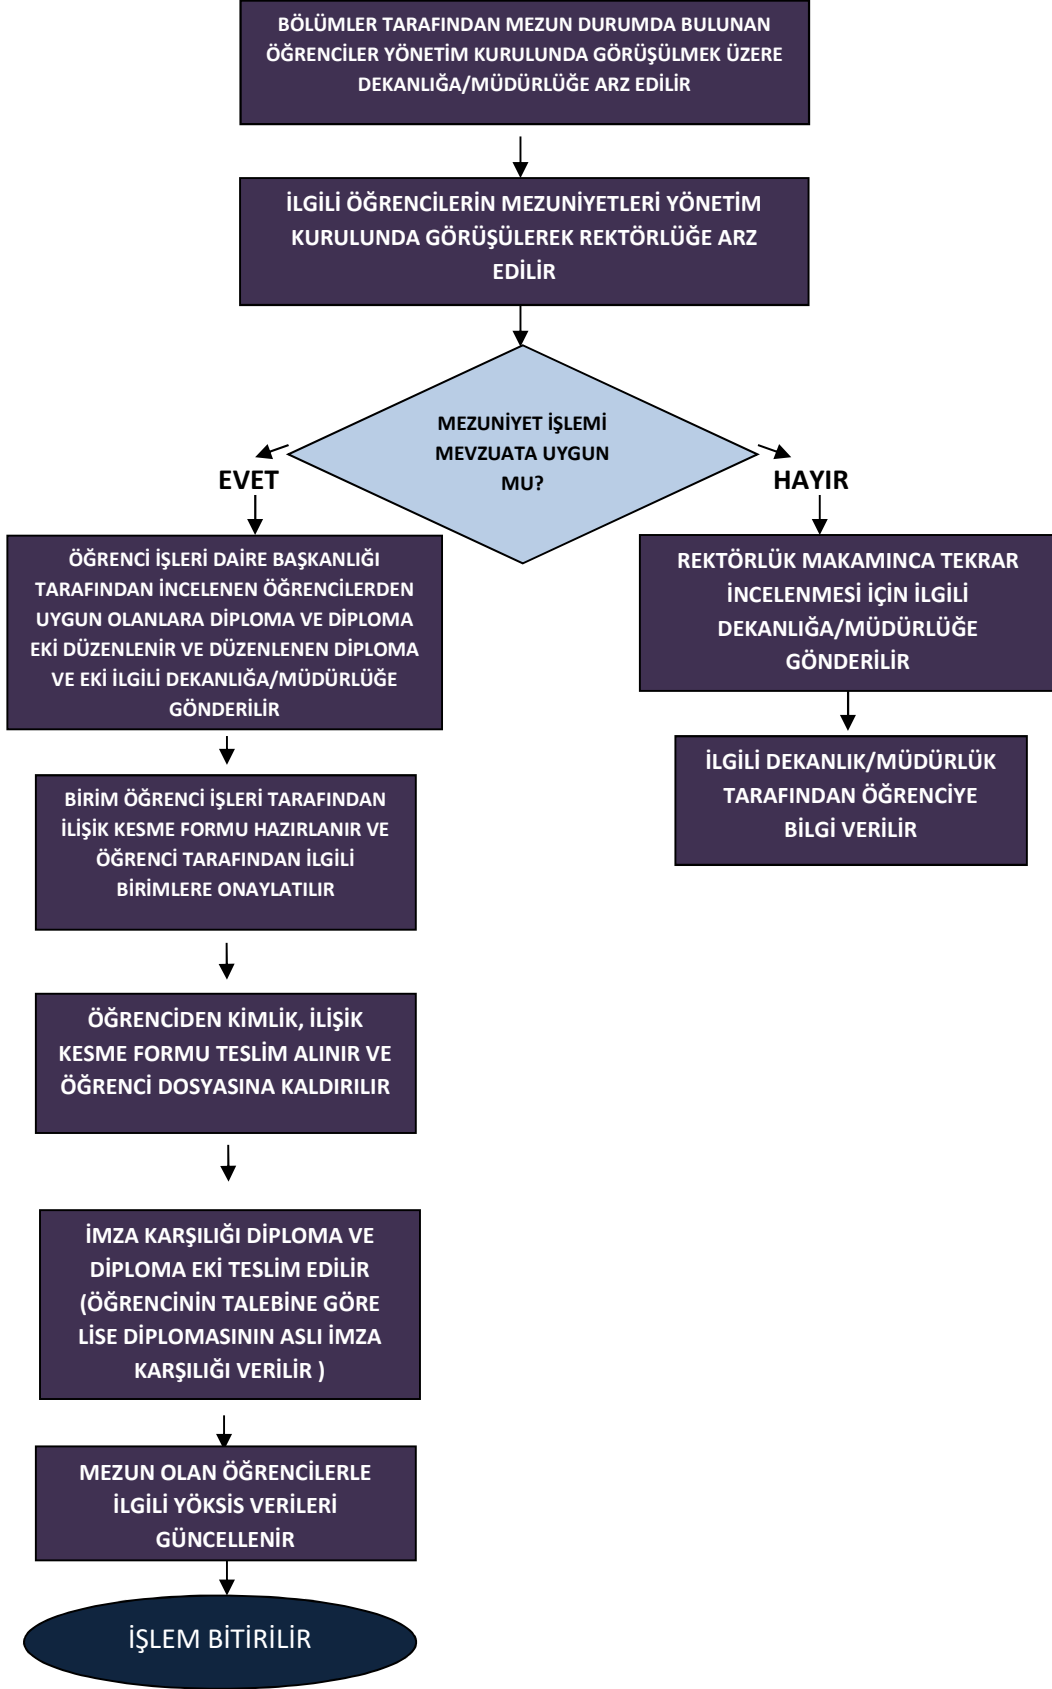 BÖLÜMLER TARAFINDAN MEZUN DURUMDA BULUNAN
ÖĞRENCİLER YÖNETİM KURULUNDA GÖRÜŞÜLMEK ÜZERE
DEKANLIĞA/MÜDÜRLÜĞE ARZ EDİLİR
İLGİLİ ÖĞRENCİLERİN MEZUNİYETLERİ YÖNETİM
KURULUNDA GÖRÜŞÜLEREK REKTÖRLÜĞE ARZ
EDİLİR
MEZUNİYET İŞLEMİ
MEVZUATA UYGUN
MU?
EVET
HAYIR
ÖĞRENCİ İŞLERİ DAİRE BAŞKANLIĞI
TARAFINDAN İNCELENEN ÖĞRENCİLERDEN
UYGUN OLANLARA DİPLOMA VE DİPLOMA
EKİ DÜZENLENİR VE DÜZENLENEN DİPLOMA
VE EKİ İLGİLİ DEKANLIĞA/MÜDÜRLÜĞE
GÖNDERİLİR
REKTÖRLÜK MAKAMINCA TEKRAR
İNCELENMESİ İÇİN İLGİLİ
DEKANLIĞA/MÜDÜRLÜĞE
GÖNDERİLİR
İLGİLİ DEKANLIK/MÜDÜRLÜK
TARAFINDAN ÖĞRENCİYE
BİLGİ VERİLİR
BİRİM ÖĞRENCİ İŞLERİ TARAFINDAN
İLİŞİK KESME FORMU HAZIRLANIR VE
ÖĞRENCİ TARAFINDAN İLGİLİ
BİRİMLERE ONAYLATILIR
ÖĞRENCİDEN KİMLİK, İLİŞİK
KESME FORMU TESLİM ALINIR VE
ÖĞRENCİ DOSYASINA KALDIRILIR
İMZA KARŞILIĞI DİPLOMA VE
DİPLOMA EKİ TESLİM EDİLİR
(ÖĞRENCİNİN TALEBİNE GÖRE
LİSE DİPLOMASININ ASLI İMZA
KARŞILIĞI VERİLİR )
MEZUN OLAN ÖĞRENCİLERLE
İLGİLİ YÖKSİS VERİLERİ
GÜNCELLENİR
İŞLEM BİTİRİLİR